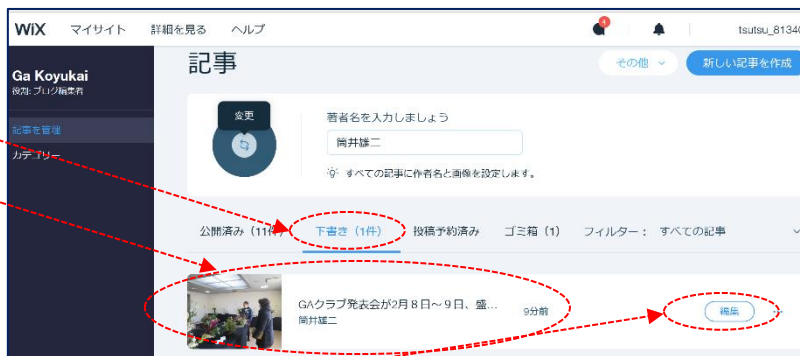 WiX マイサイト 詳細を見る ヘルプ tsutsu_8134
Ga Koyukai
役割: ブログ編集者
記事を管理
カテゴリー
記事
その他
新しい記事を作成
変更
著者名を入力しましょう
筒井雄二
すべての記事に作者名と画像を設定します。
公開済み（11件） 下書き（1件） 投稿予約済み ゴミ箱（1） フィルター： すべての記事
GAクラブ発表会が2月８日～９日、盛...
筒井雄二
9分前
編集